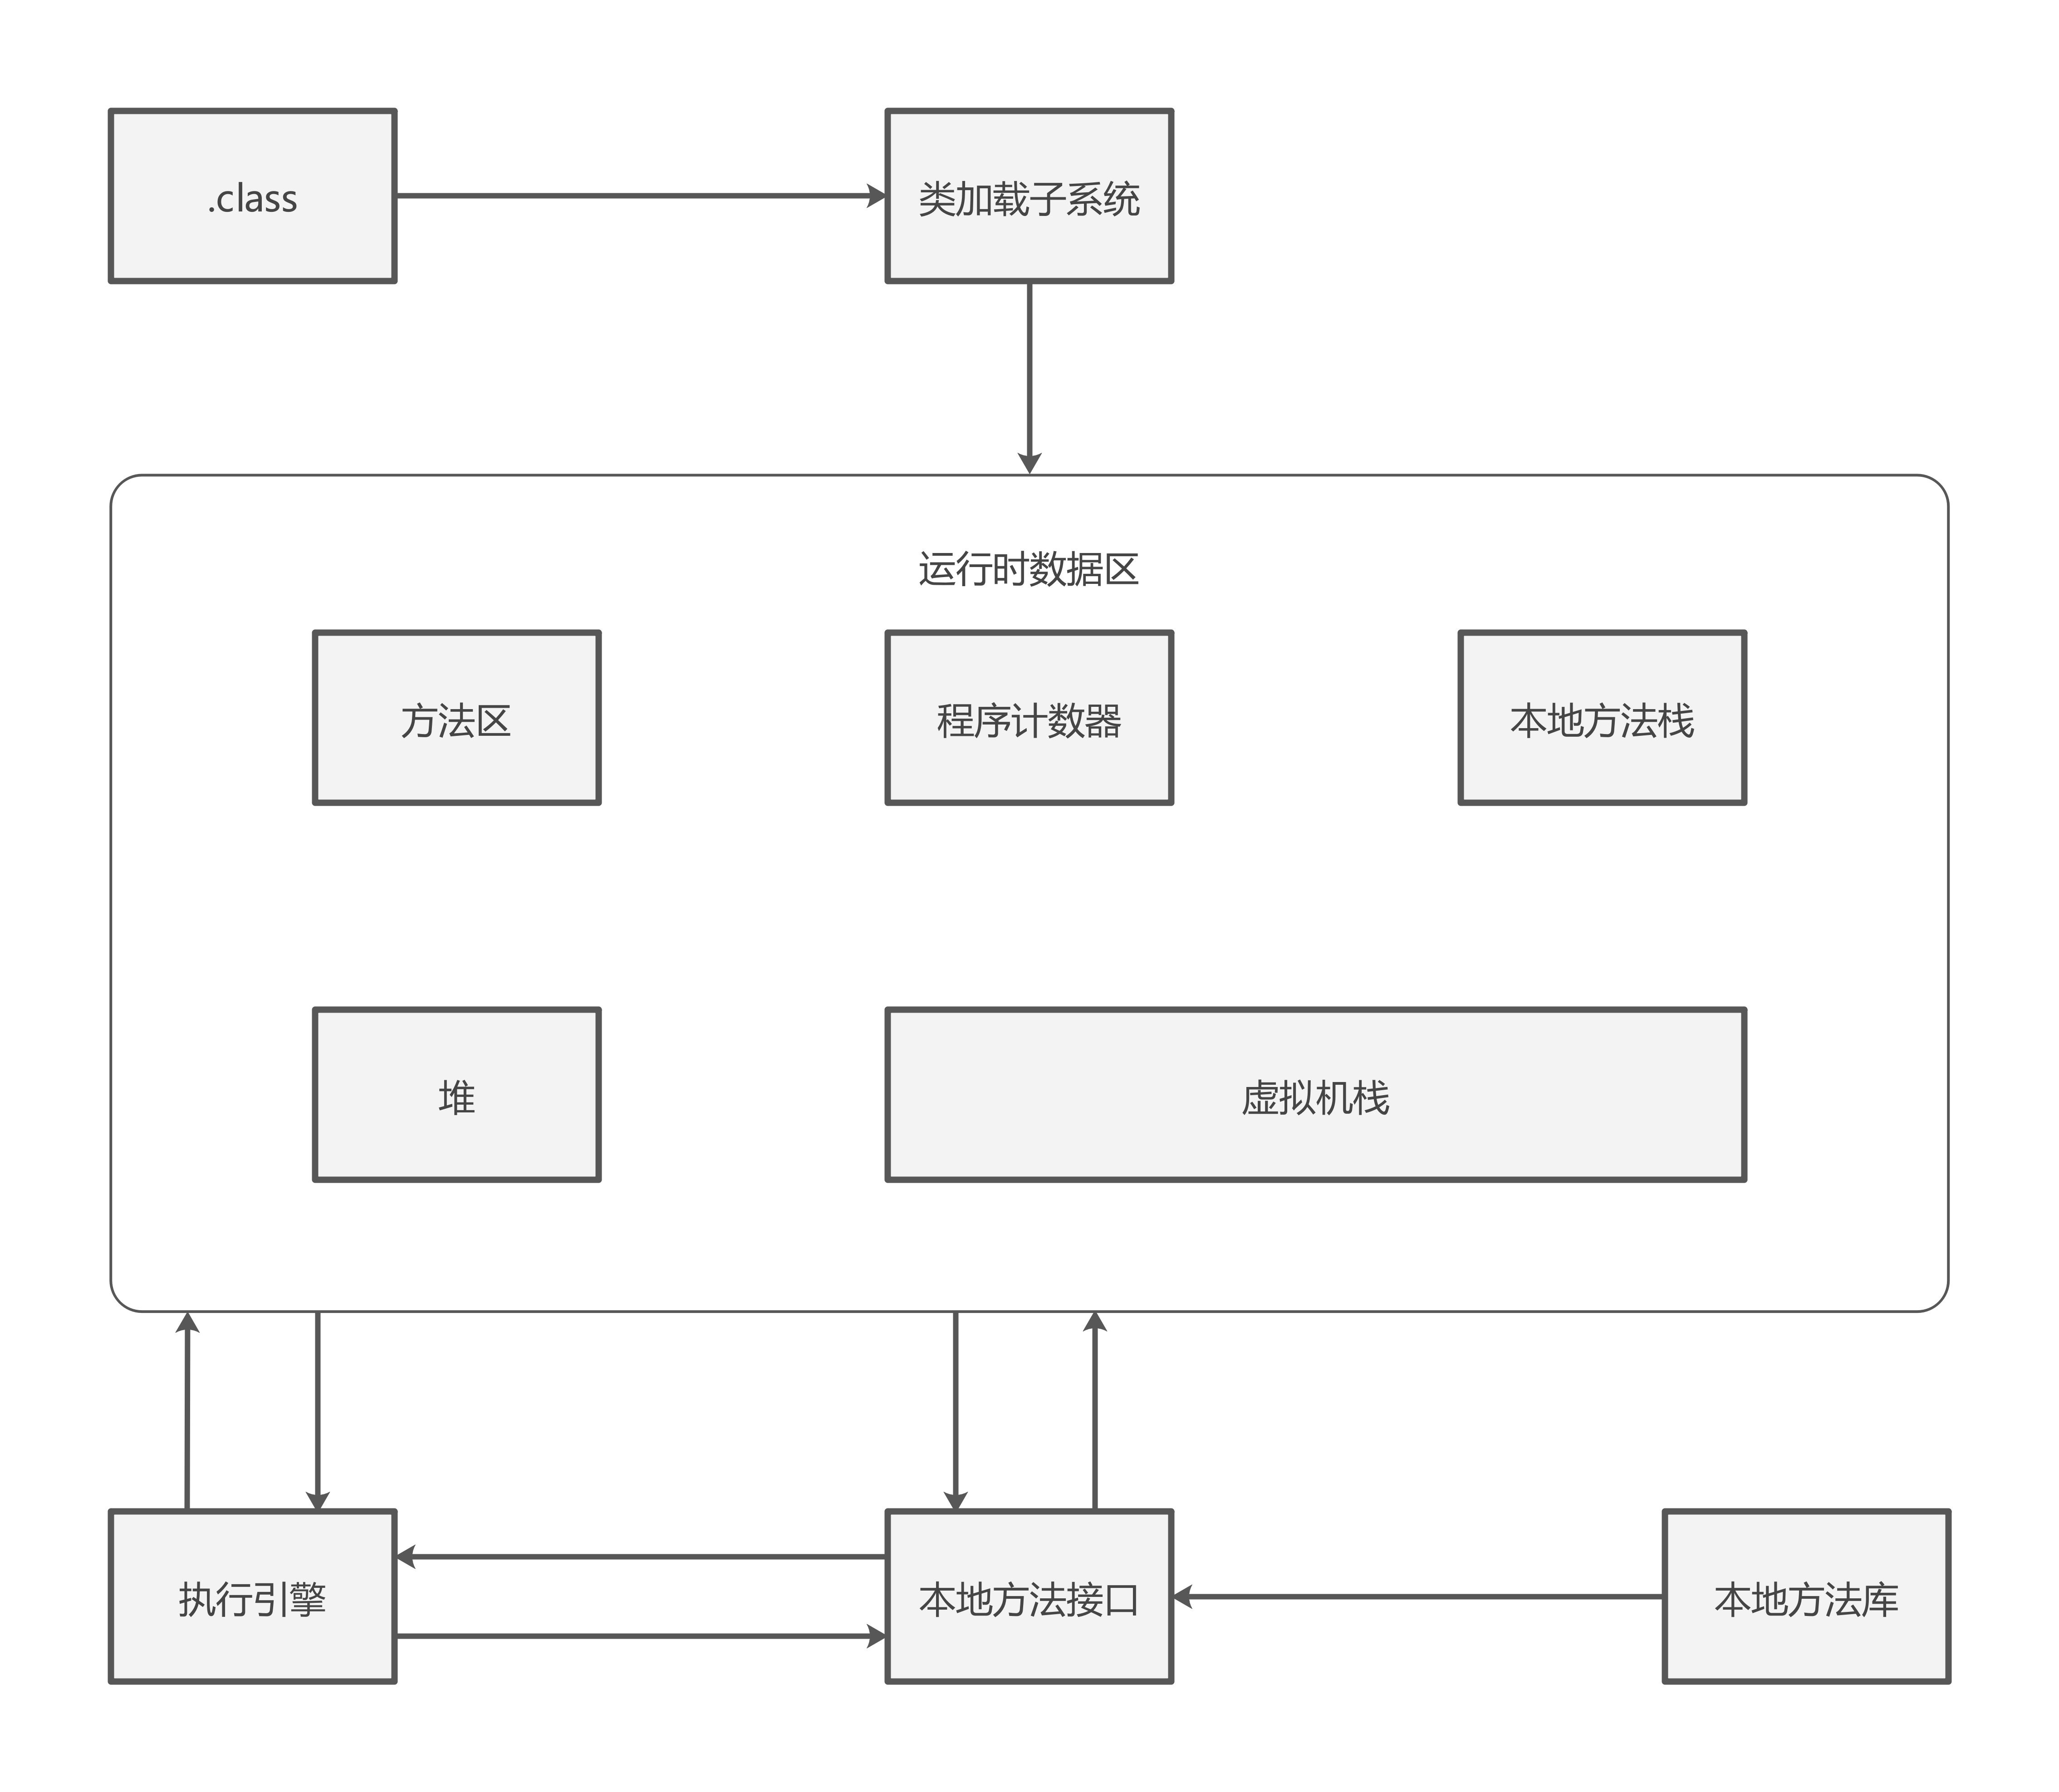 .class
类加载子系统
运行时数据区
方法区
程序计数器
本地方法栈
堆
虚拟机栈
执行引擎
本地方法接口
本地方法库